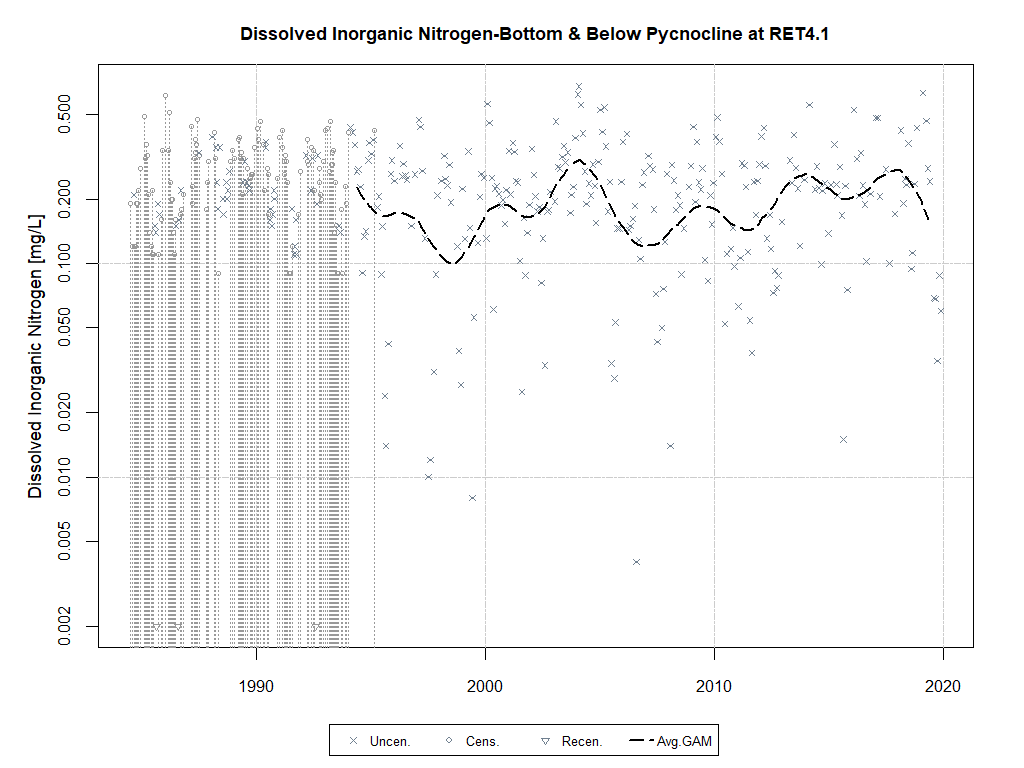 Dissolved Inorganic Nitrogen-Bottom & Below Pycnocline at RET4.1
Dissolved Inorganic Nitrogen [mg/L]
0.500
0.200
0.100
0.050
0.020
0.010
0.005
0.002
1990 2000 2010 2020
Uncen. Cens. Recen. Avg.GAM